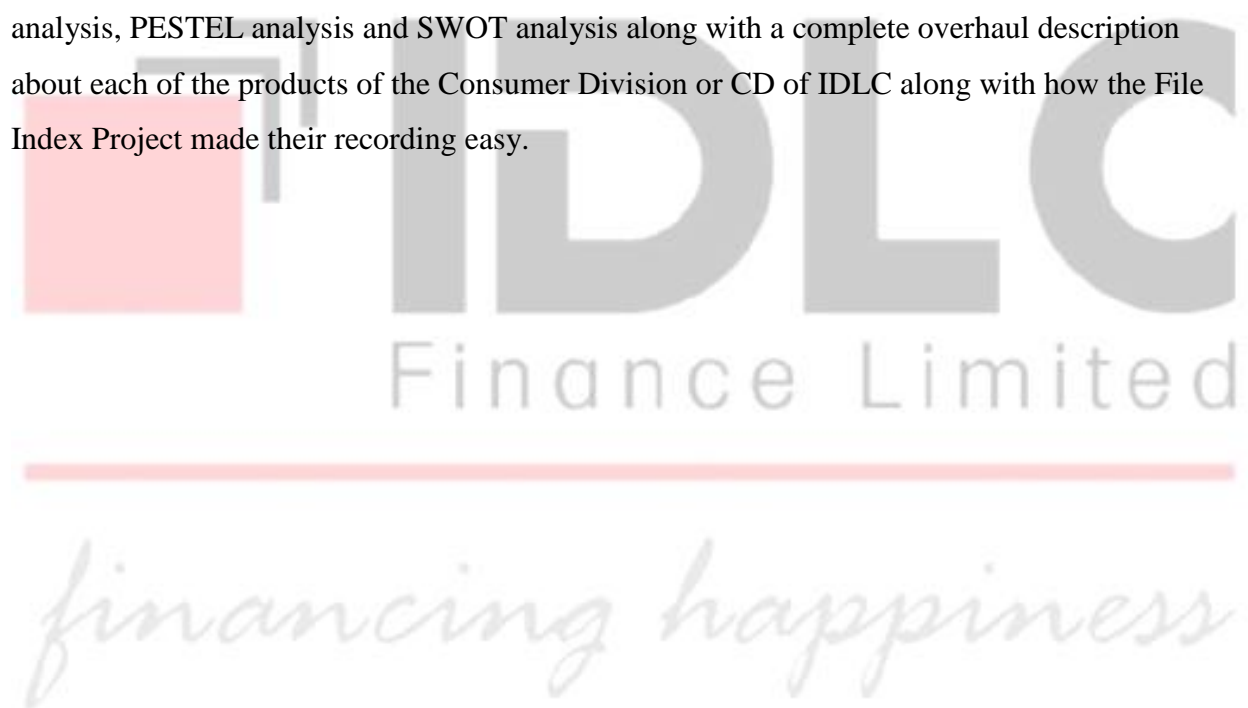 analysis, PESTEL analysis and SWOT analysis along with a complete overhaul description
about each of the products of the Consumer Division or CD of IDLC along with how the File
Index Project made their recording easy.
IDLC
Finance Limited
financing happiness